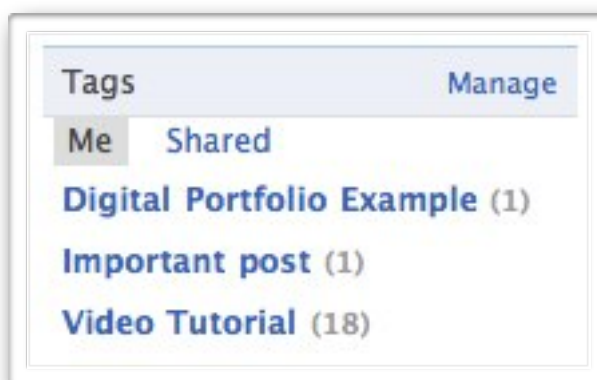 Tags Manage
Me Shared
Digital Portfolio Example (1)
Important post (1)
Video Tutorial (18)